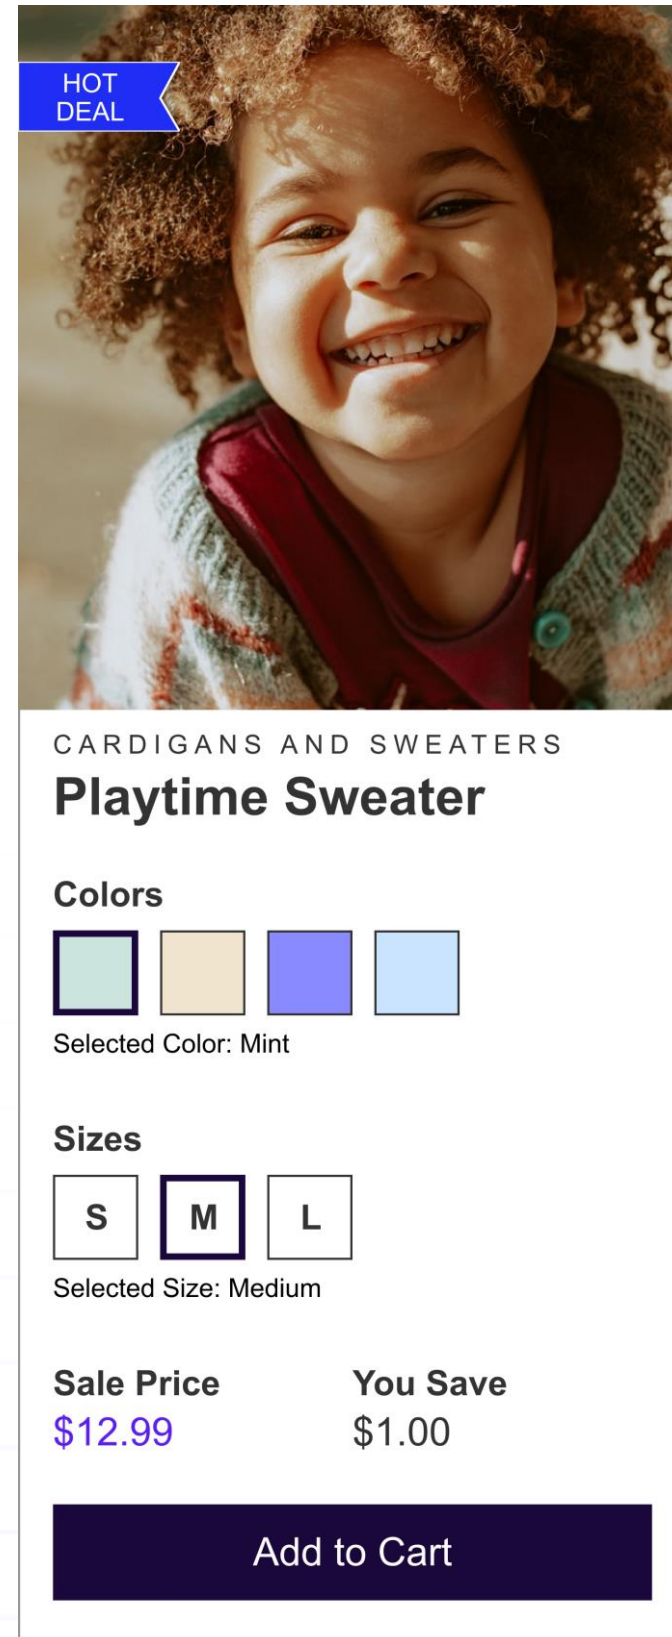 HOT
DEAL
CARDIGANS AND SWEATERS
Playtime Sweater
Colors
Selected Color: Mint
Sizes
S M L
Selected Size: Medium
Sale Price You Save
$12.99 $1.00
Add to Cart